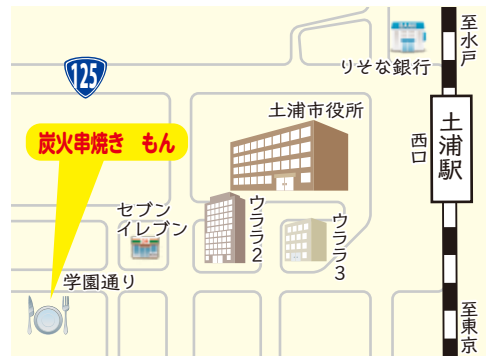 至水戸
りそな銀行
125
土浦市役所
土浦駅
西口
炭火串焼き もん
セブン
イレブン
ウララ2
ウララ3
学園通り
至東京